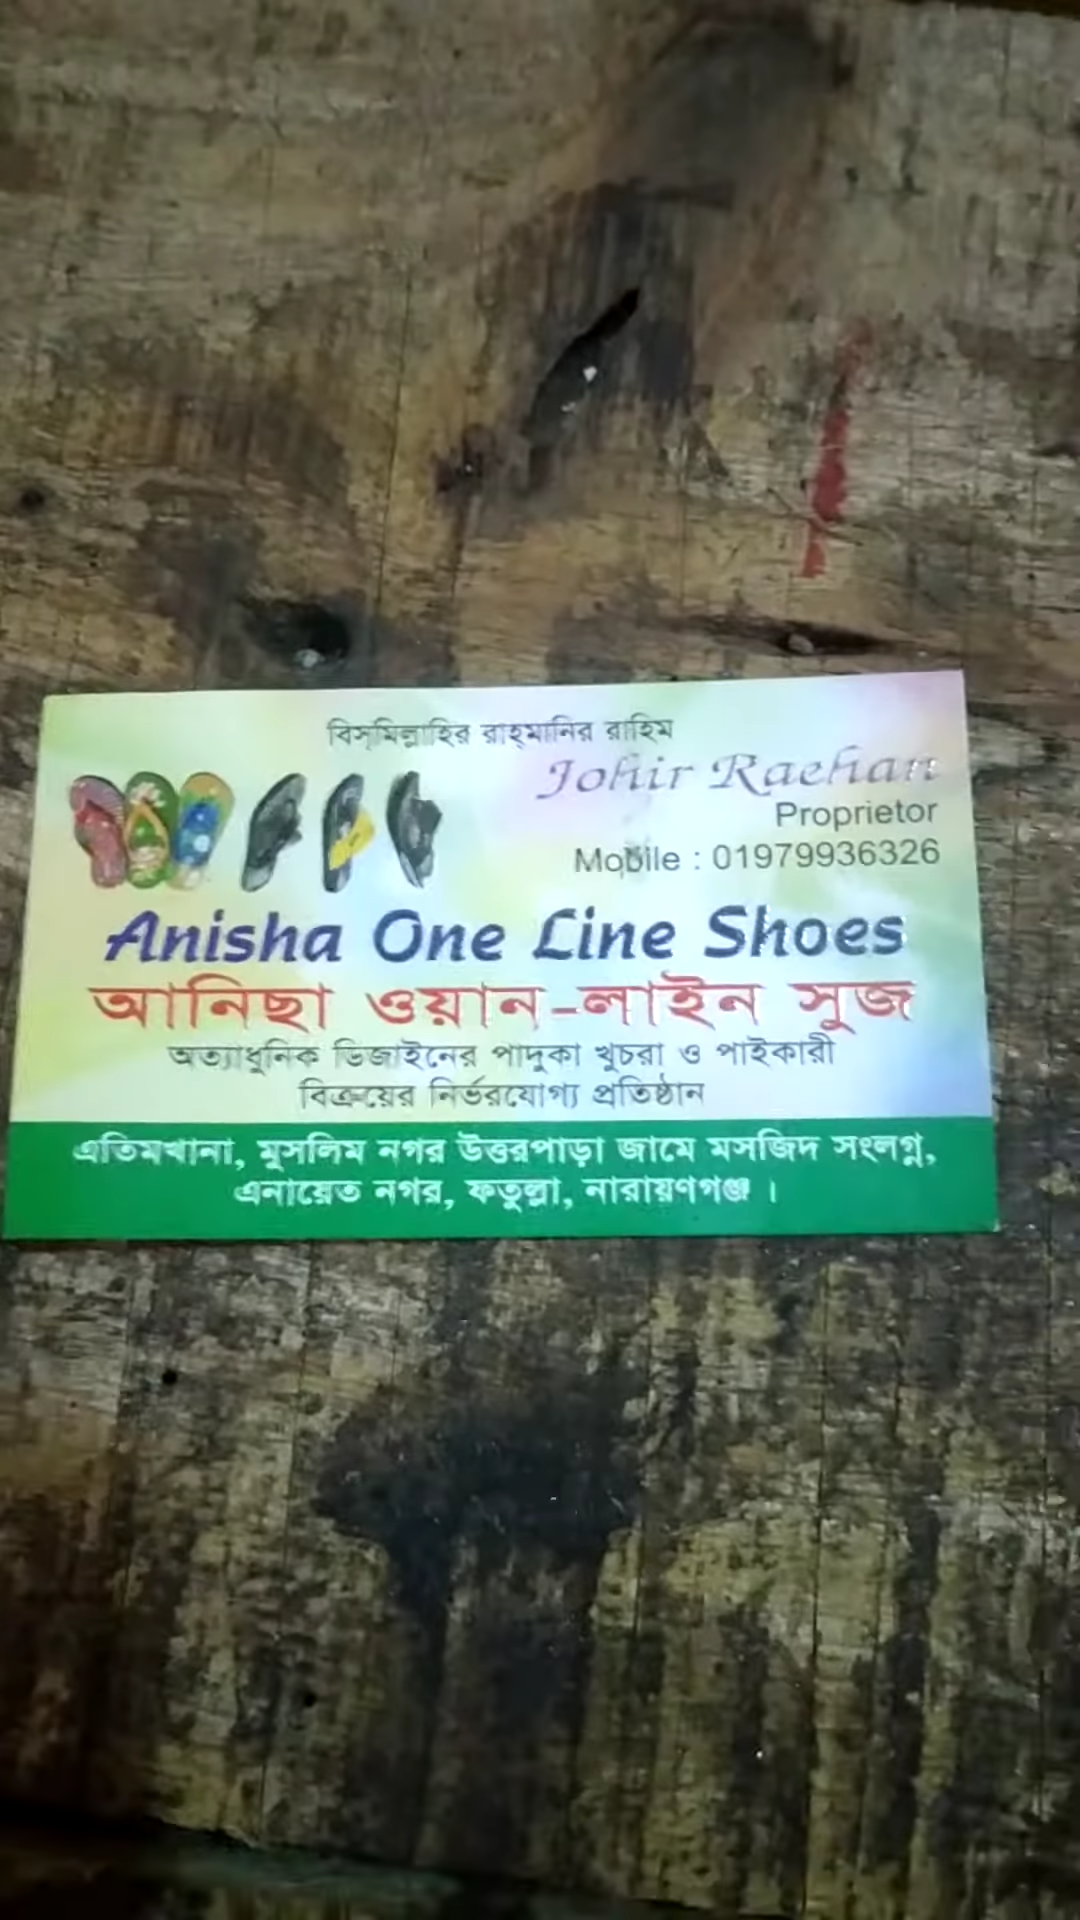 বিস্‌মিল্লাহির রাহ্‌মানির রাহিম
Johir Raehan
Proprietor
Mobile : 01979936326
Anisha One Line Shoes
আনিছা ওয়ান-লাইন সুজ
অত্যাধুনিক ডিজাইনের পাদুকা খুচরা ও পাইকারী
বিক্রয়ের নির্ভরযোগ্য প্রতিষ্ঠান
এতিমখানা, মুসলিম নগর উত্তরপাড়া জামে মসজিদ সংলগ্ন,
এনায়েত নগর, ফতুল্লা, নারায়ণগঞ্জ ।